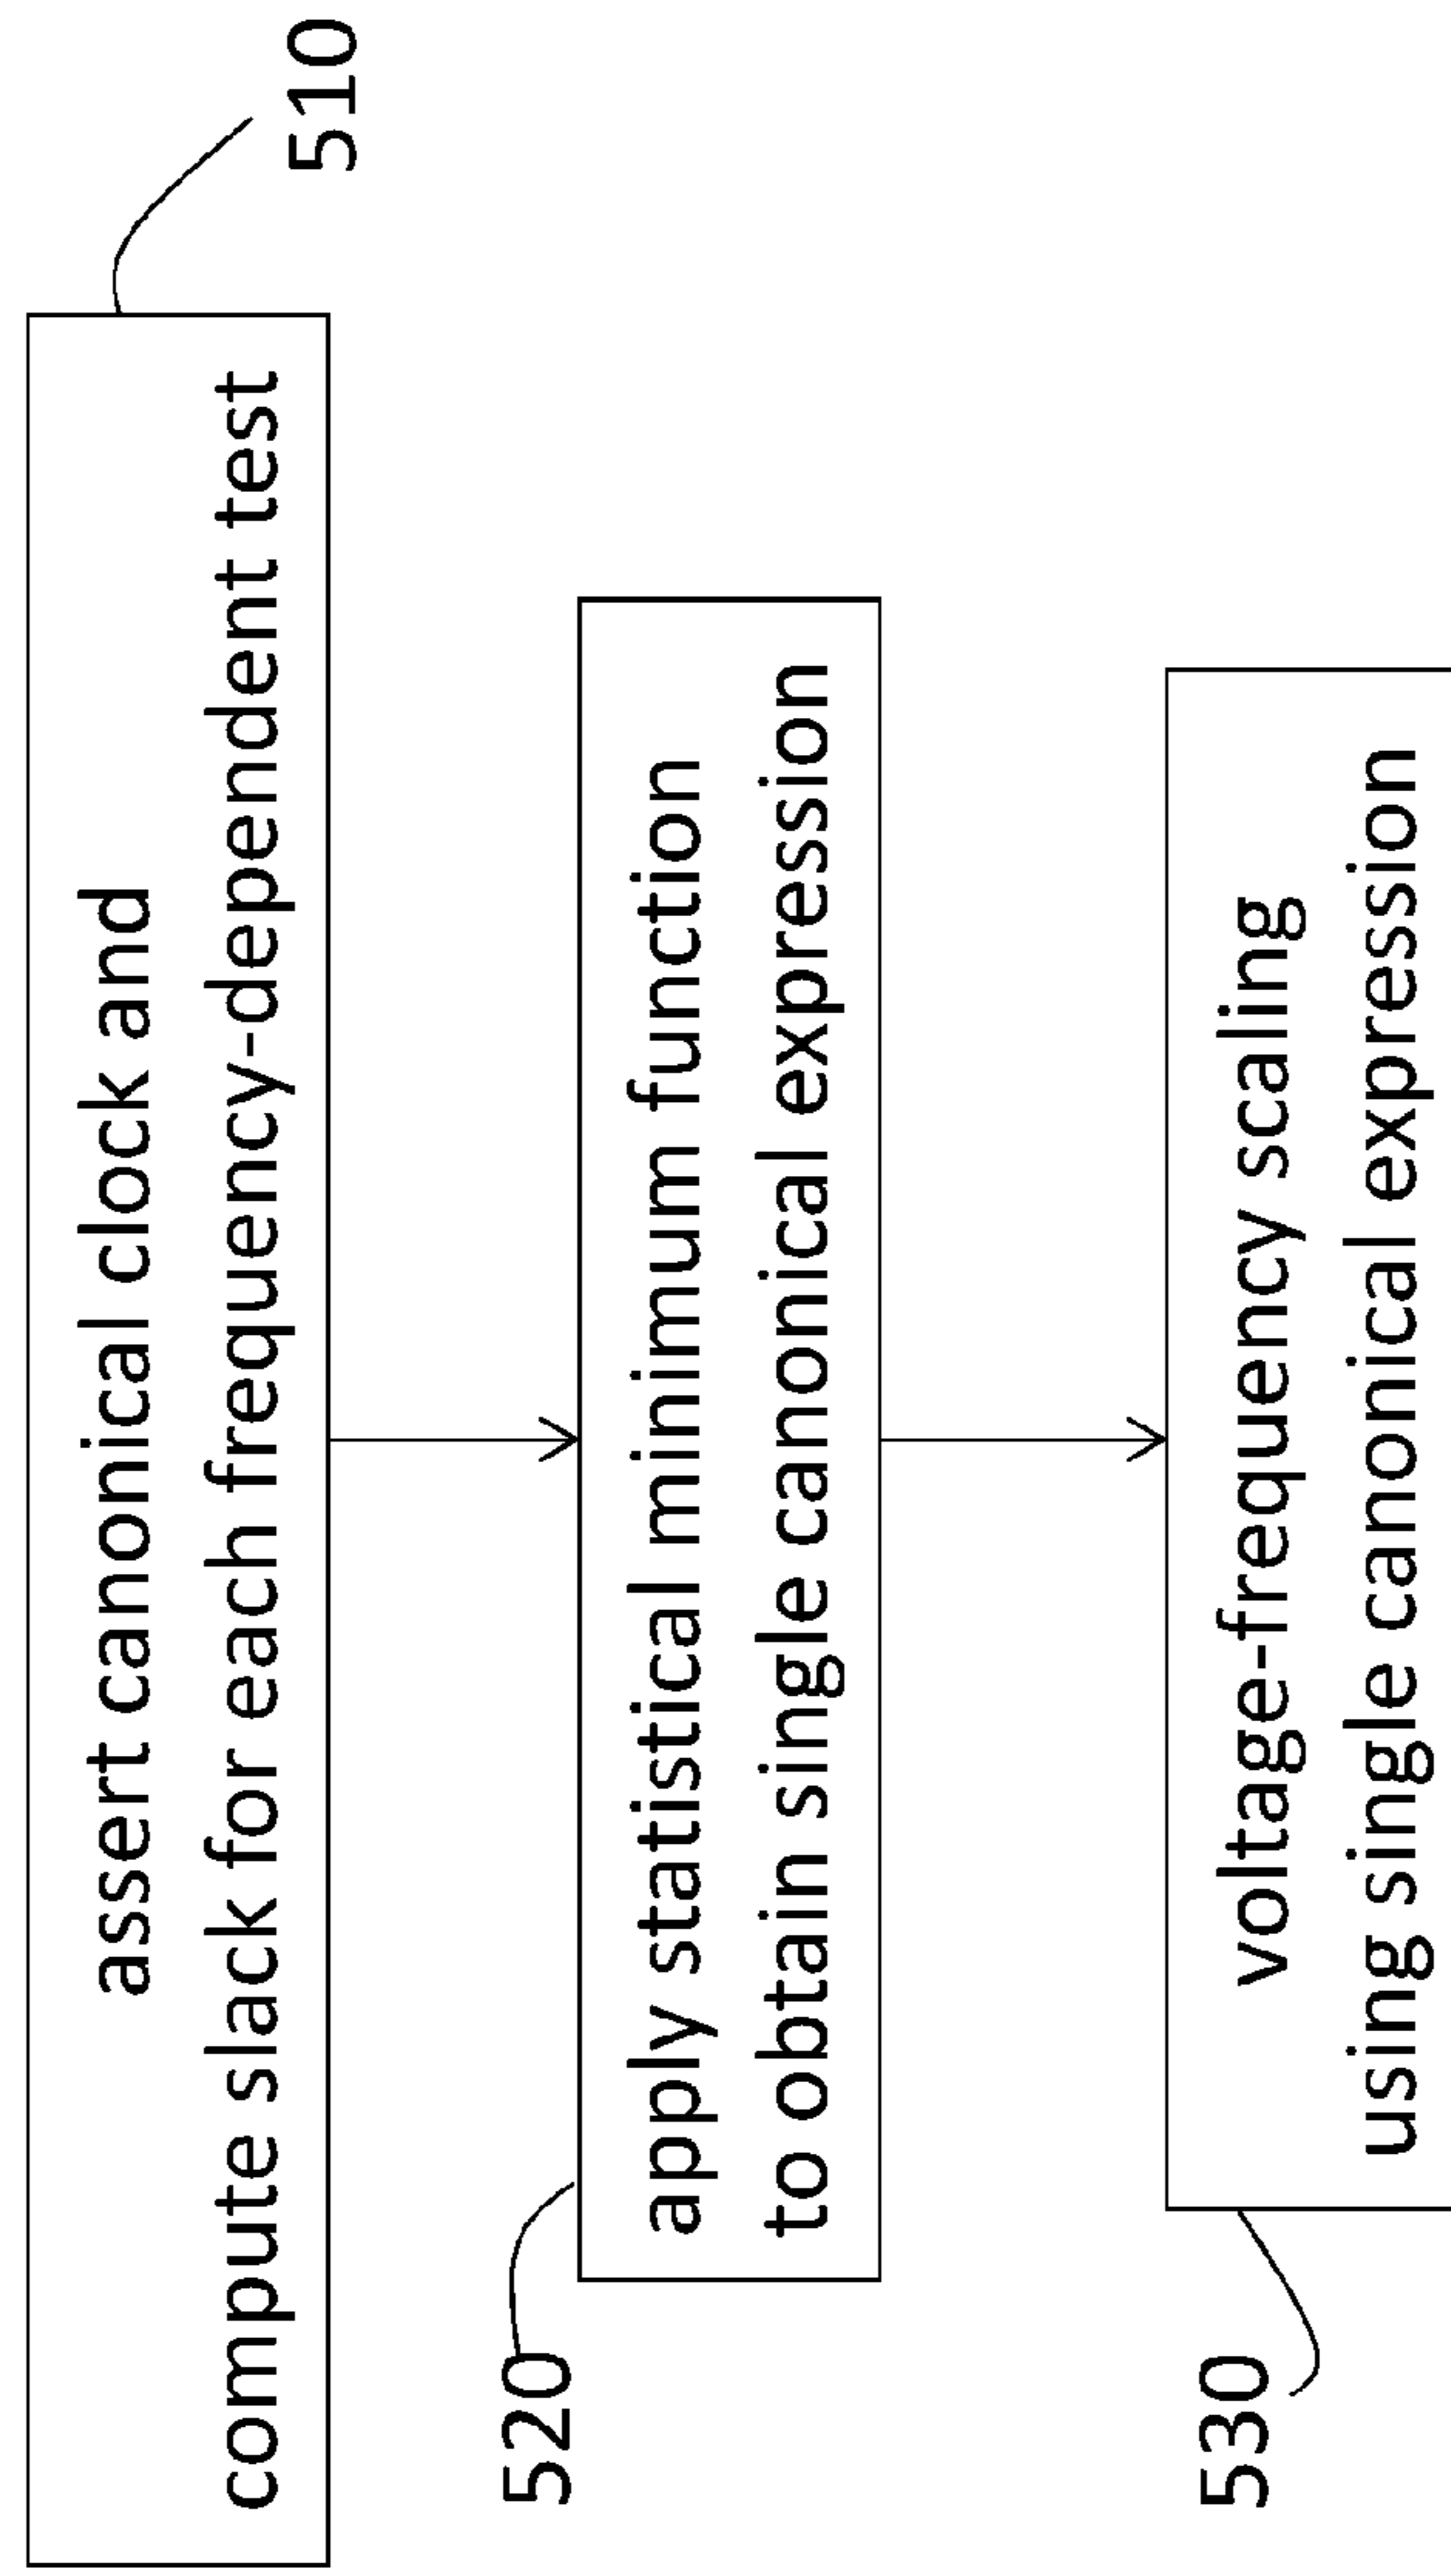 510
assert canonical clock and
compute slack for each frequency-dependent test
520
apply statistical minimum function
to obtain single canonical expression
530
voltage-frequency scaling
using single canonical expression